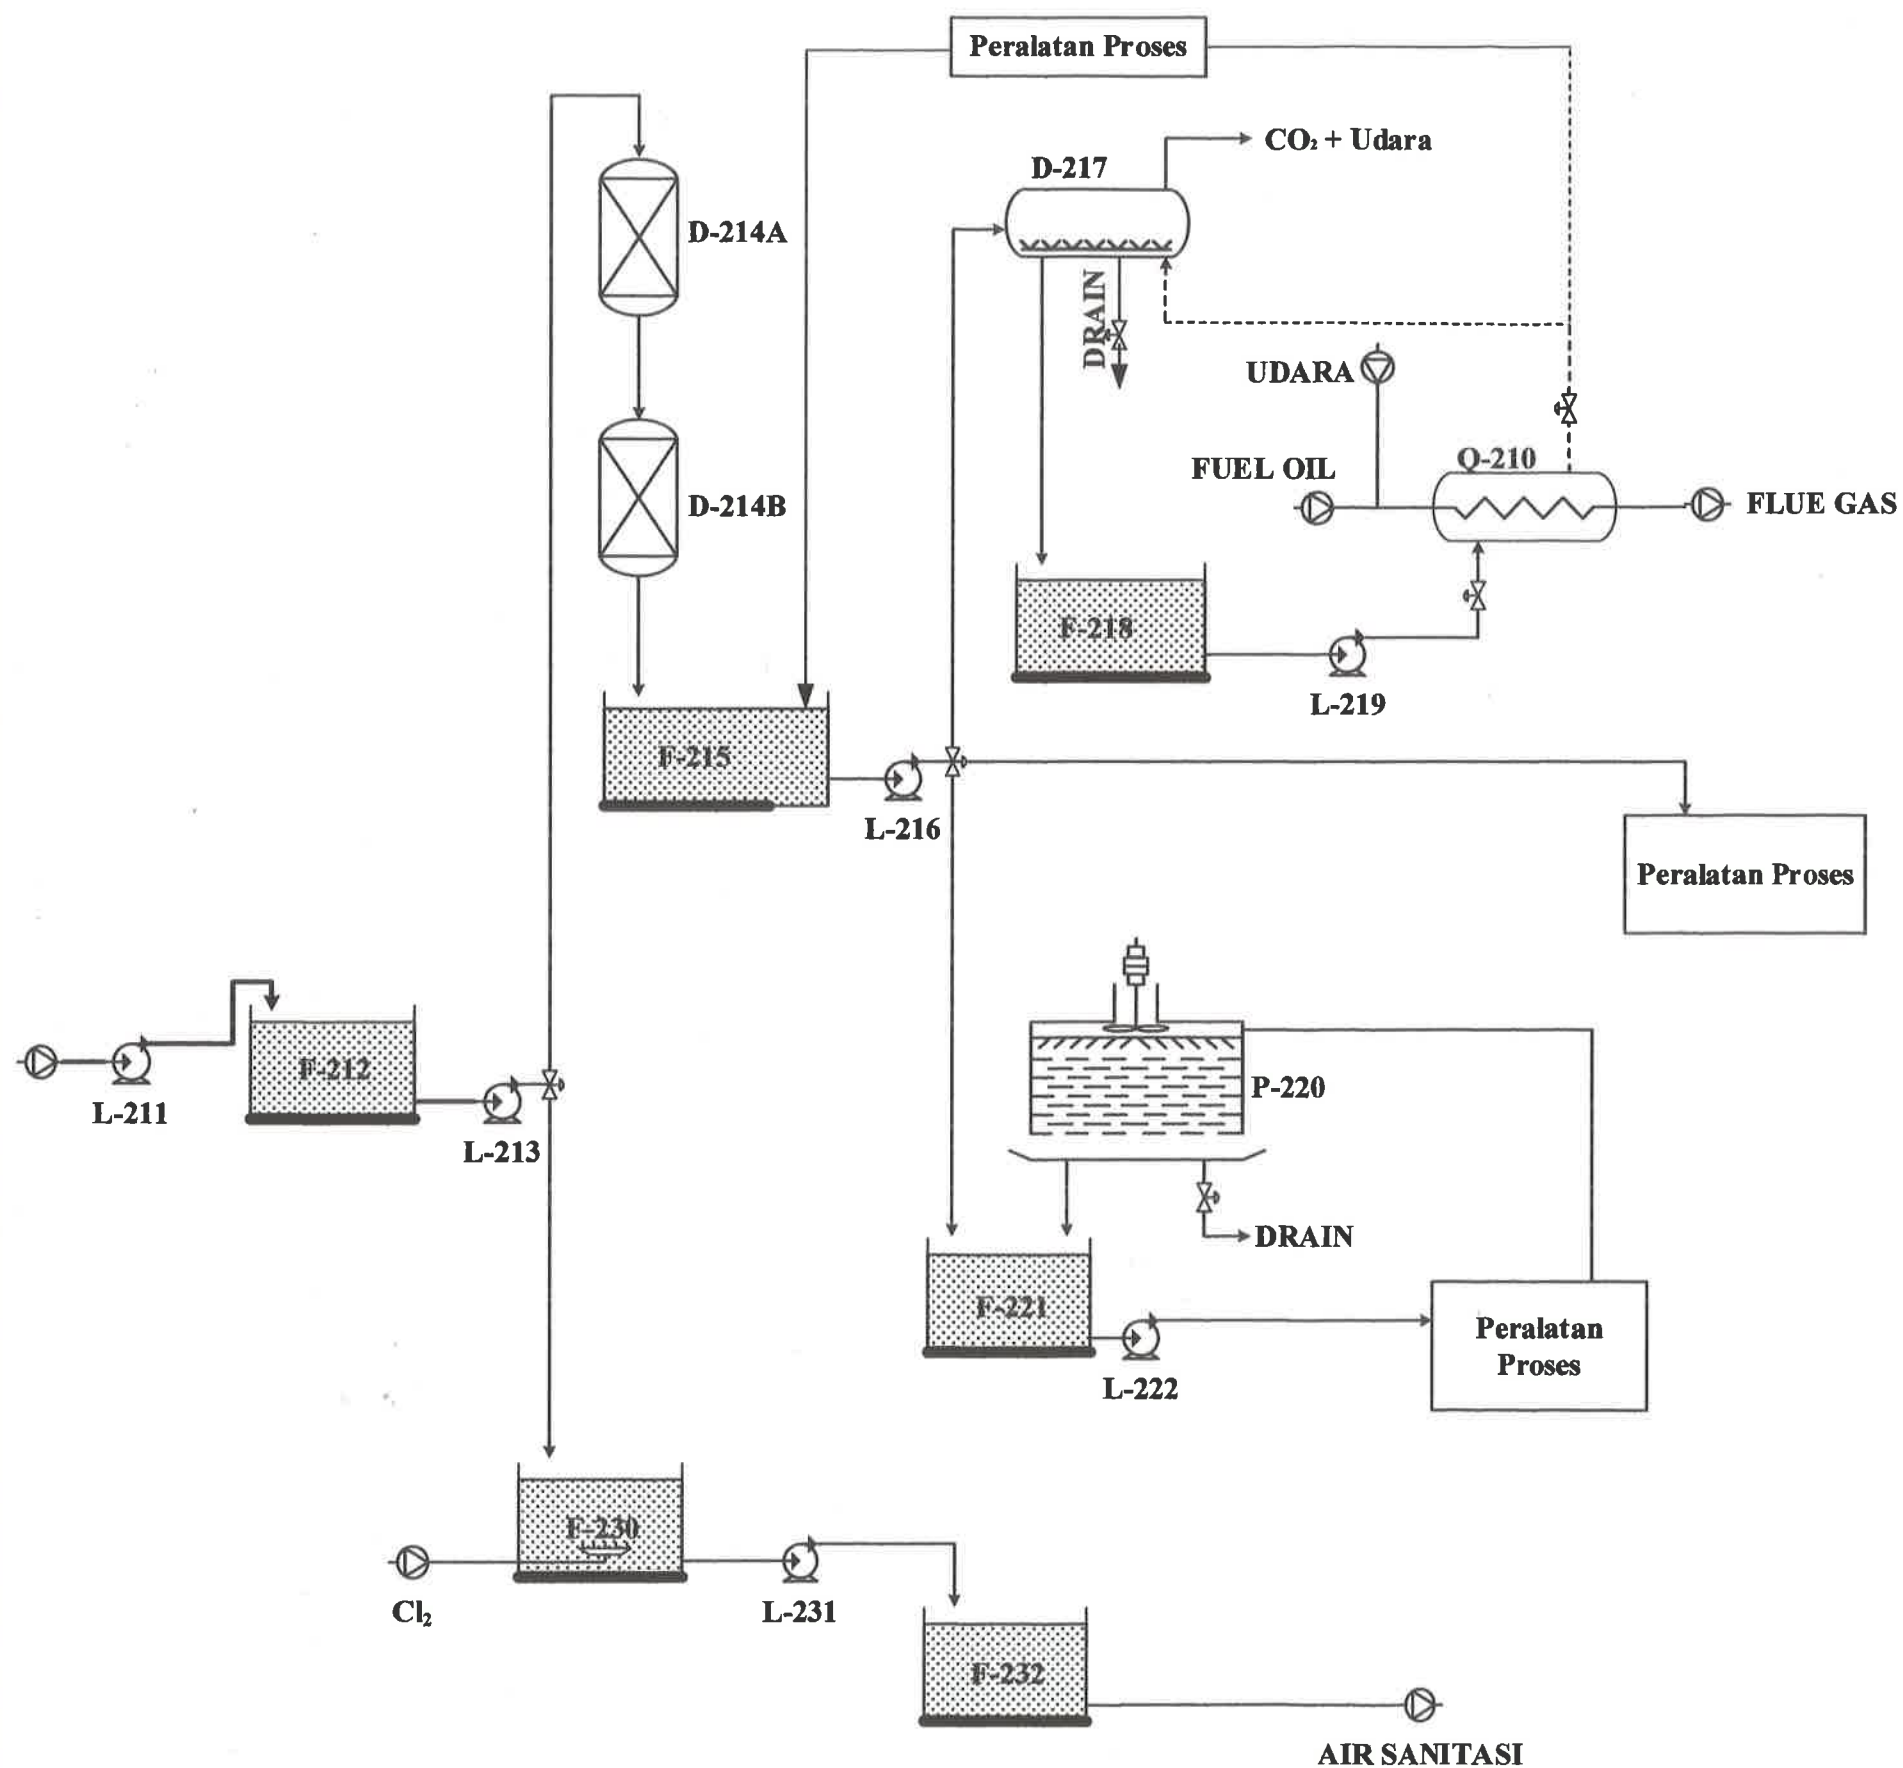 Peralatan Proses
CO₂ + Udara
D-217
D-214A
DRAIN
UDARA
Q-210
FUEL OIL
FLUE GAS
D-214B
F-218
L-219
F-215
L-216
Peralatan Proses
F-212
L-211
L-213
P-220
DRAIN
F-221
L-222
Peralatan
Proses
F-230
Cl₂
L-231
F-232
AIR SANITASI